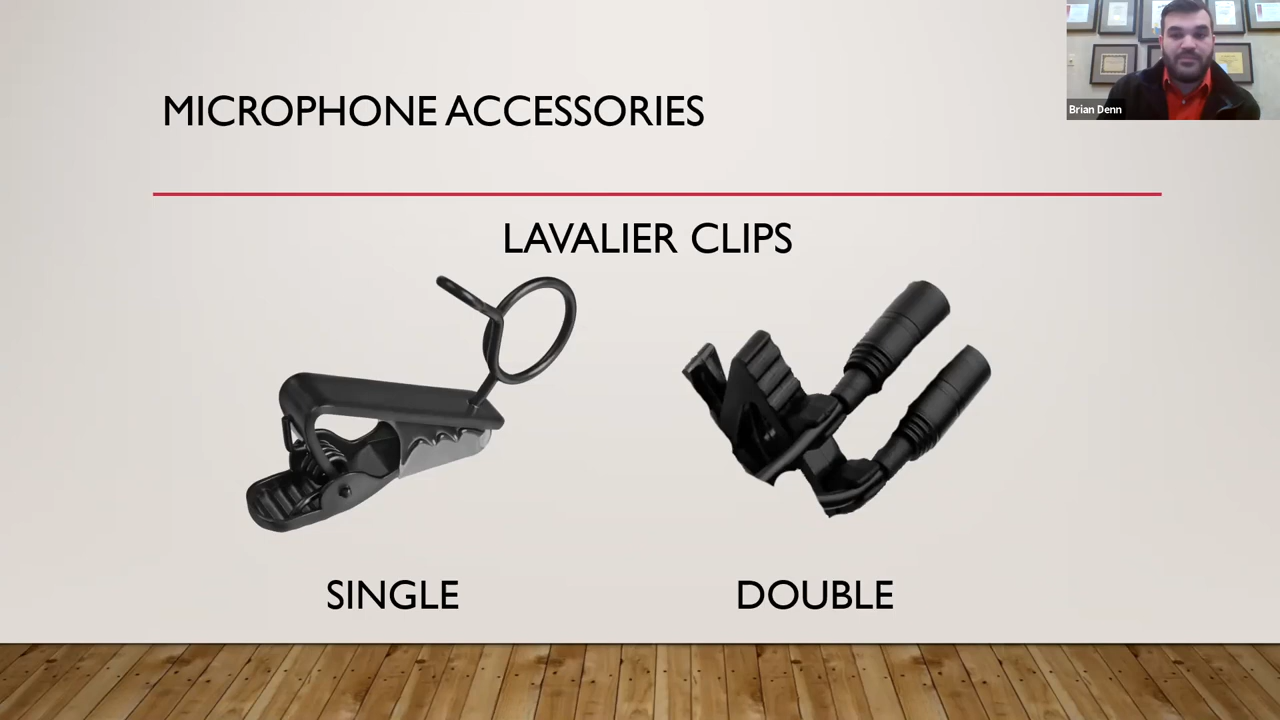 Brian Denn
MICROPHONE ACCESSORIES
LAVALIER CLIPS
SINGLE
DOUBLE